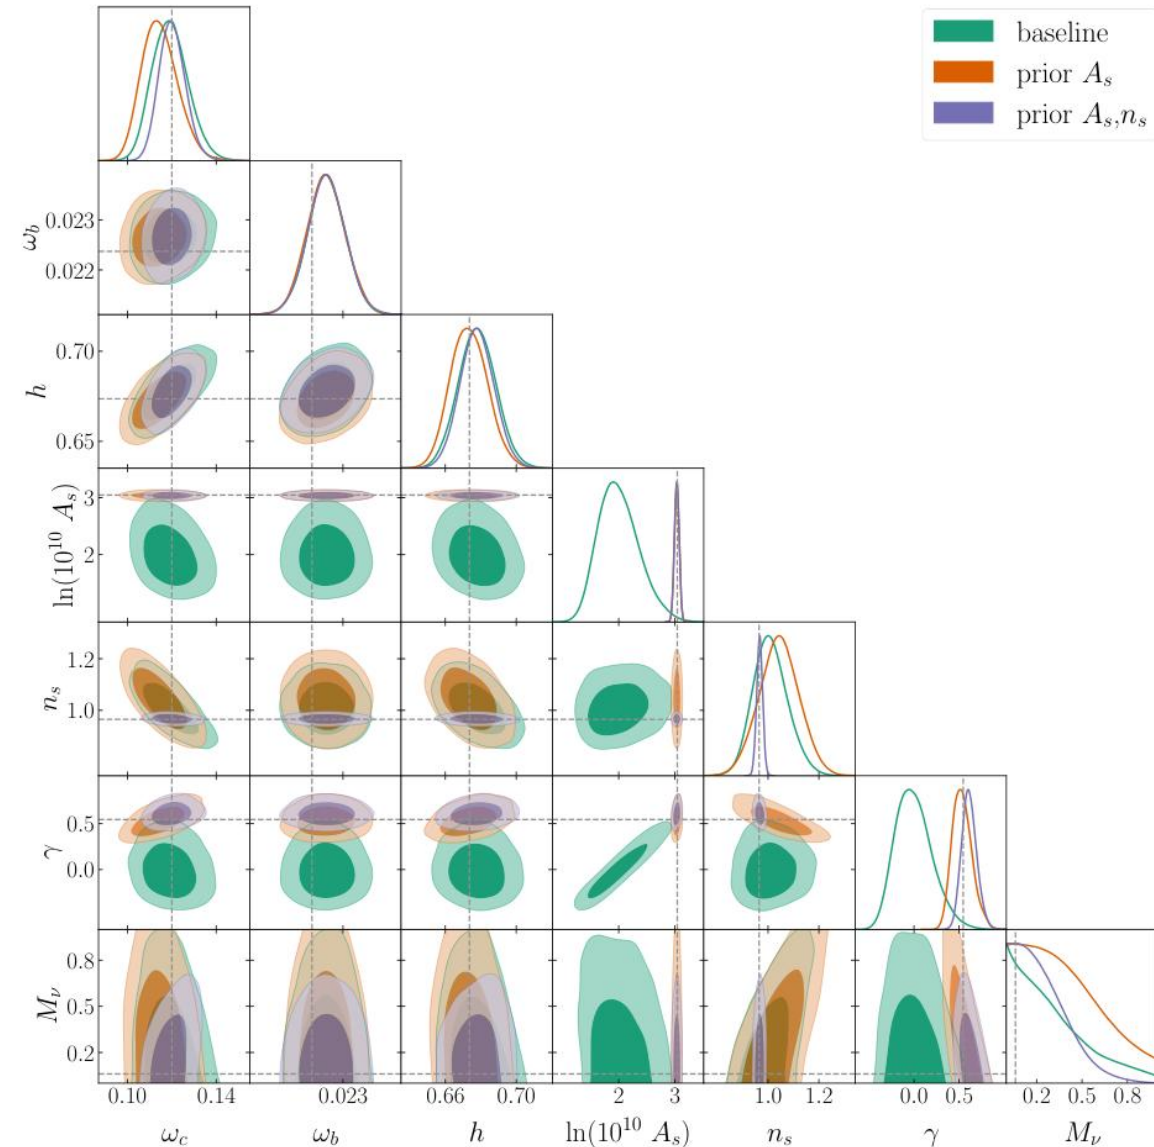 baseline
prior A_s
prior A_s,n_s
ω_b
0.023
0.022
h
0.70
0.65
ln(10^10 A_s)
3
2
n_s
1.2
1.0
γ
0.5
0.0
M_ν
0.8
0.5
0.2
0.10 0.14 0.023 0.66 0.70 2 3 1.0 1.2 0.0 0.5 0.2 0.5 0.8
ω_c ω_b h ln(10^10 A_s) n_s γ M_ν